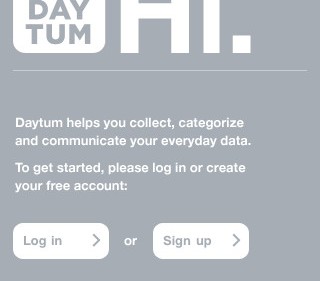 DAY
TUM
HI.
Daytum helps you collect, categorize
and communicate your everyday data.
To get started, please log in or create
your free account:
Log in
or
Sign up